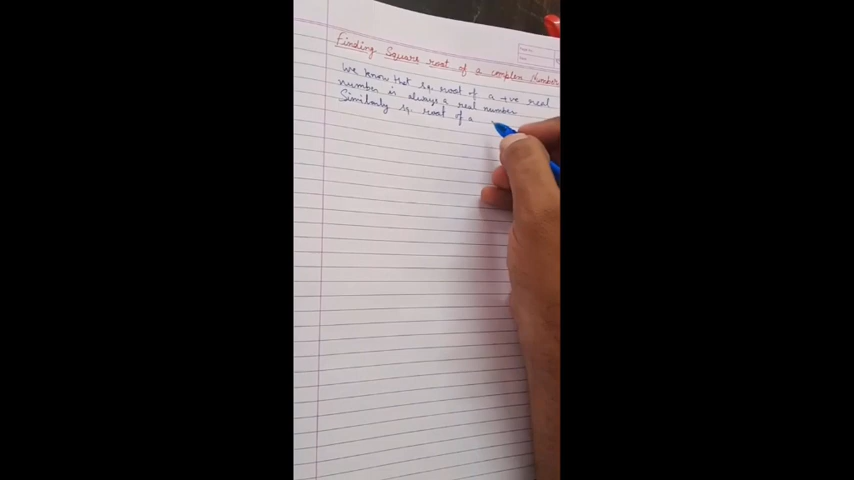 Finding Square root of a complex Number
We know that sq. root of a +ve real
number is always a real number
Similarly sq. root of a